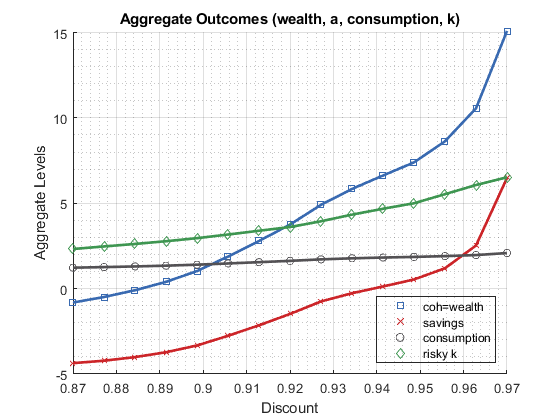 Aggregate Outcomes (wealth, a, consumption, k)
15
10
5
0
-5
Aggregate Levels
coh=wealth
savings
consumption
risky k
0.87 0.88 0.89 0.9 0.91 0.92 0.93 0.94 0.95 0.96 0.97
Discount